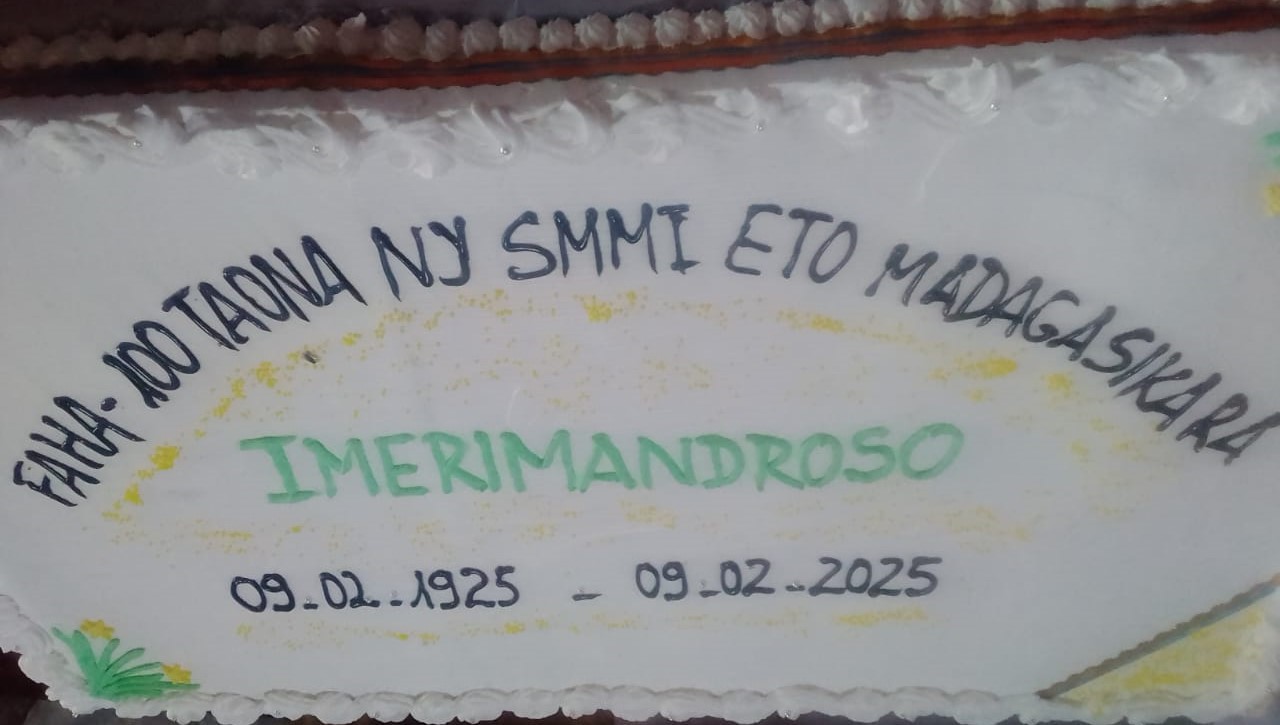 FAHA-100 TAONA NY SMMI ETO MADAGASIKARA
IMERIMANDROSO
09-02-1925 - 09-02-2025